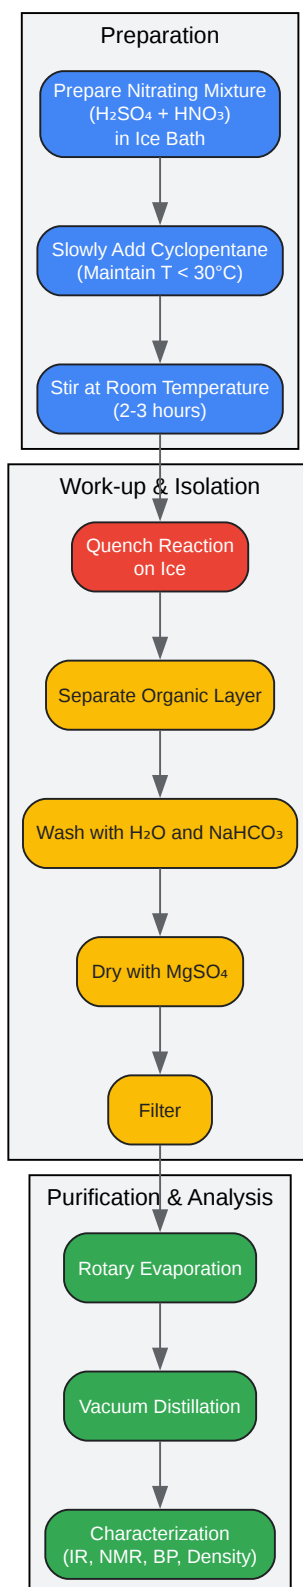 Preparation
Prepare Nitrating Mixture
(H₂SO₄ + HNO₃)
in Ice Bath
Slowly Add Cyclopentane
(Maintain T < 30°C)
Stir at Room Temperature
(2-3 hours)
Work-up & Isolation
Quench Reaction
on Ice
Separate Organic Layer
Wash with H₂O and NaHCO₃
Dry with MgSO₄
Filter
Purification & Analysis
Rotary Evaporation
Vacuum Distillation
Characterization
(IR, NMR, BP, Density)